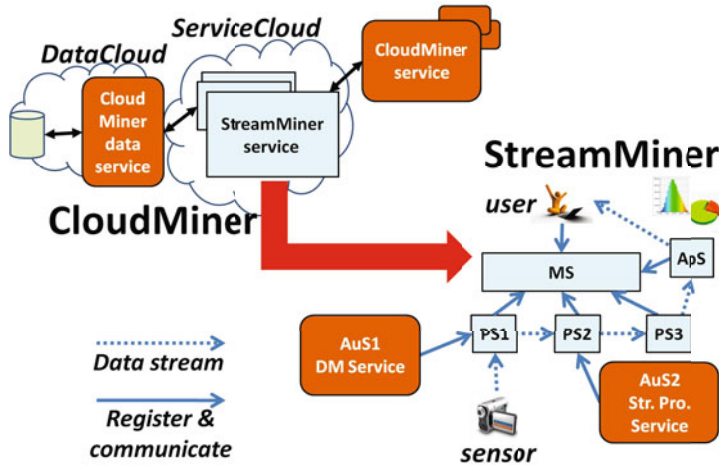 ServiceCloud
DataCloud
CloudMiner
service
Cloud
Miner
data
service
StreamMiner
service
CloudMiner
StreamMiner
user
MS
ApS
PS1
PS2
PS3
AuS1
DM Service
AuS2
Str. Pro.
Service
sensor
Data stream
Register &
communicate